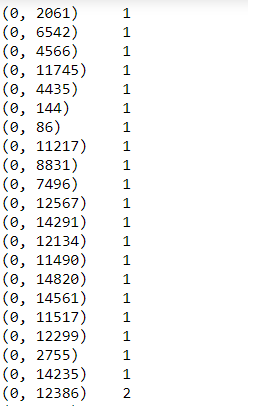 (0, 2061) 1
(0, 6542) 1
(0, 4566) 1
(0, 11745) 1
(0, 4435) 1
(0, 144) 1
(0, 86) 1
(0, 11217) 1
(0, 8831) 1
(0, 7496) 1
(0, 12567) 1
(0, 14291) 1
(0, 12134) 1
(0, 11490) 1
(0, 14820) 1
(0, 14561) 1
(0, 11517) 1
(0, 12299) 1
(0, 2755) 1
(0, 14235) 1
(0, 12386) 2